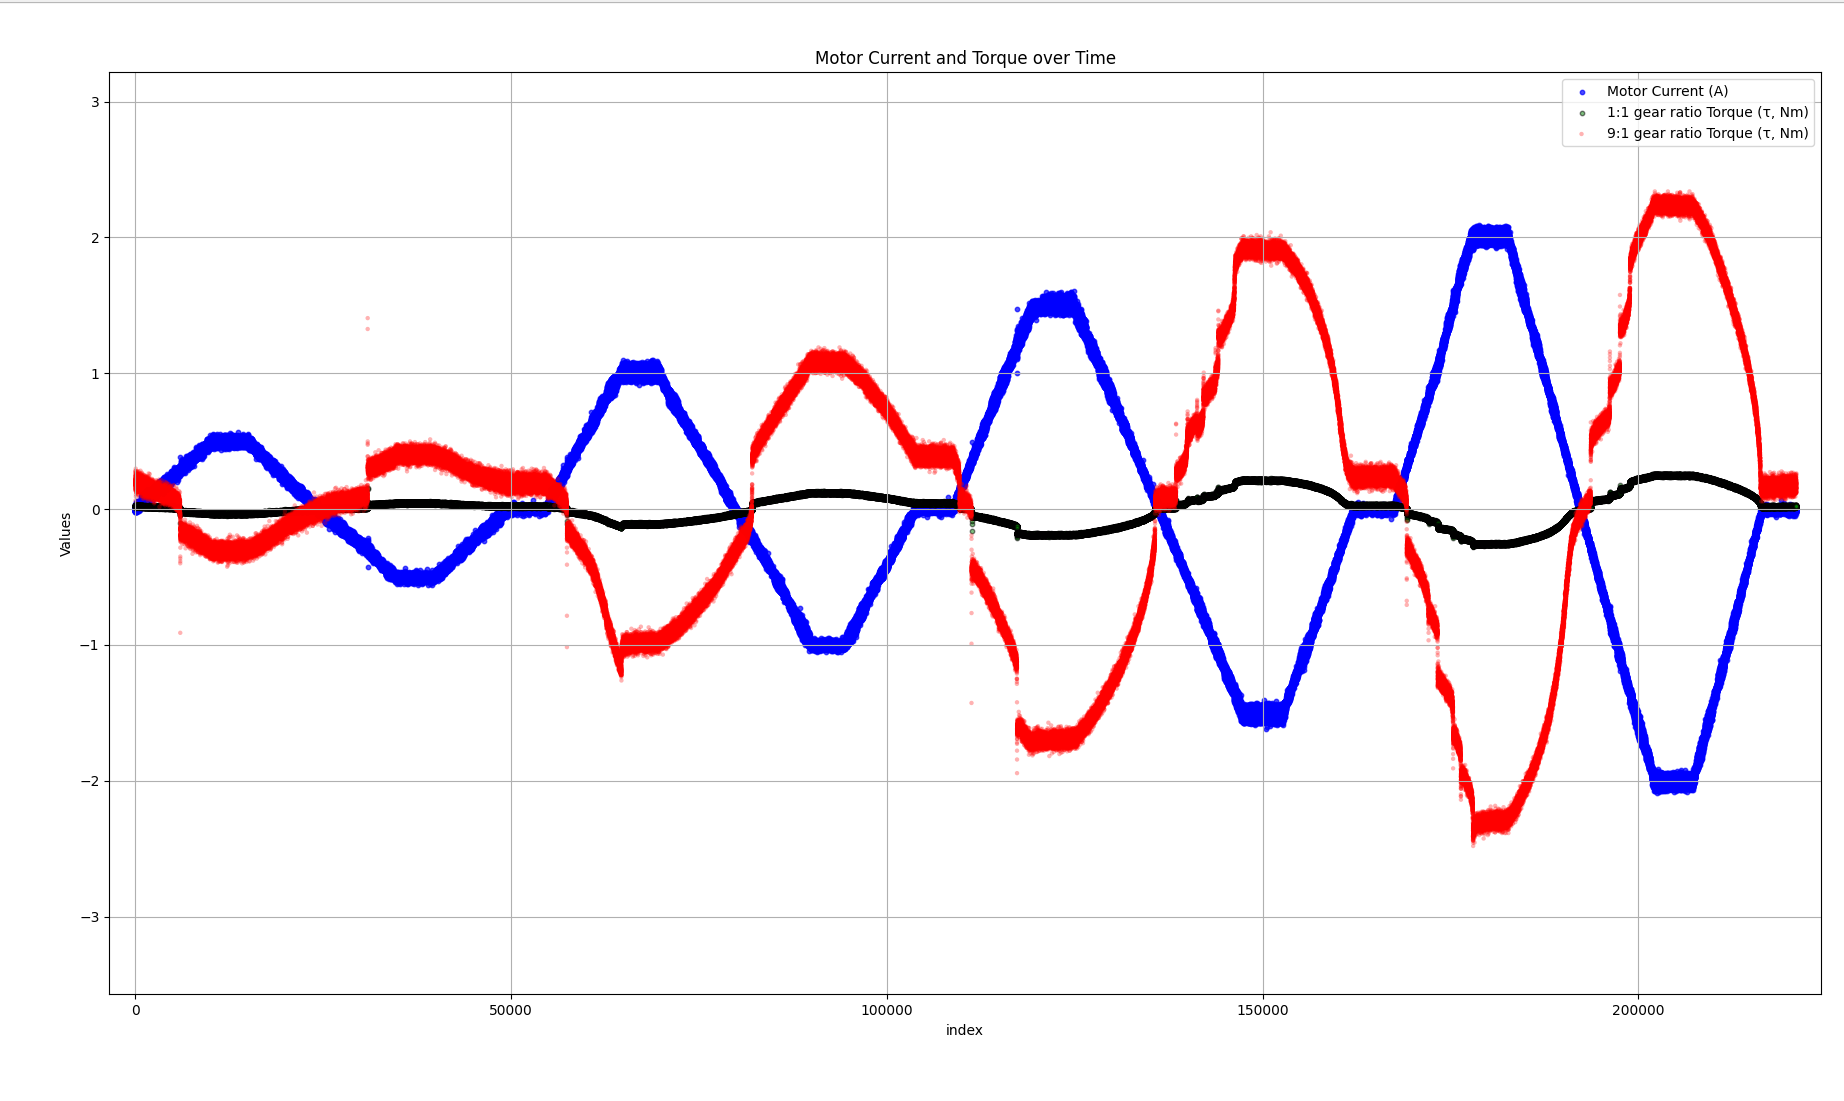 Motor Current and Torque over Time
Motor Current (A)
1:1 gear ratio Torque (τ, Nm)
9:1 gear ratio Torque (τ, Nm)
3
2
1
0
−1
−2
−3
Values
0
50000
100000
150000
200000
index